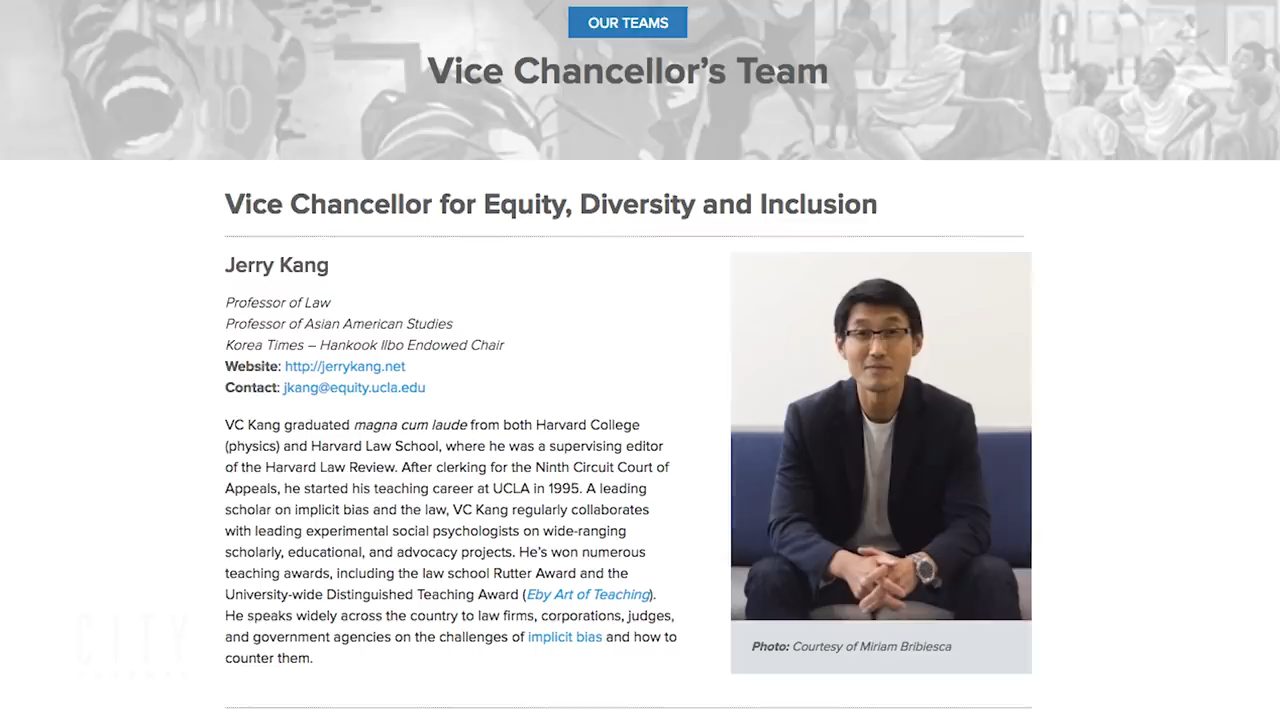 OUR TEAMS
Vice Chancellor’s Team
Vice Chancellor for Equity, Diversity and Inclusion
Jerry Kang
Professor of Law
Professor of Asian American Studies
Korea Times – Hankook Ilbo Endowed Chair
Website: http://jerrykang.net
Contact: jkang@equity.ucla.edu
VC Kang graduated magna cum laude from both Harvard College
(physics) and Harvard Law School, where he was a supervising editor
of the Harvard Law Review. After clerking for the Ninth Circuit Court of
Appeals, he started his teaching career at UCLA in 1995. A leading
scholar on implicit bias and the law, VC Kang regularly collaborates
with leading experimental social psychologists on wide-ranging
scholarly, educational, and advocacy projects. He’s won numerous
teaching awards, including the law school Rutter Award and the
University-wide Distinguished Teaching Award (Eby Art of Teaching).
He speaks widely across the country to law firms, corporations, judges,
and government agencies on the challenges of implicit bias and how to
counter them.
Photo: Courtesy of Miriam Bribiesca
CITY